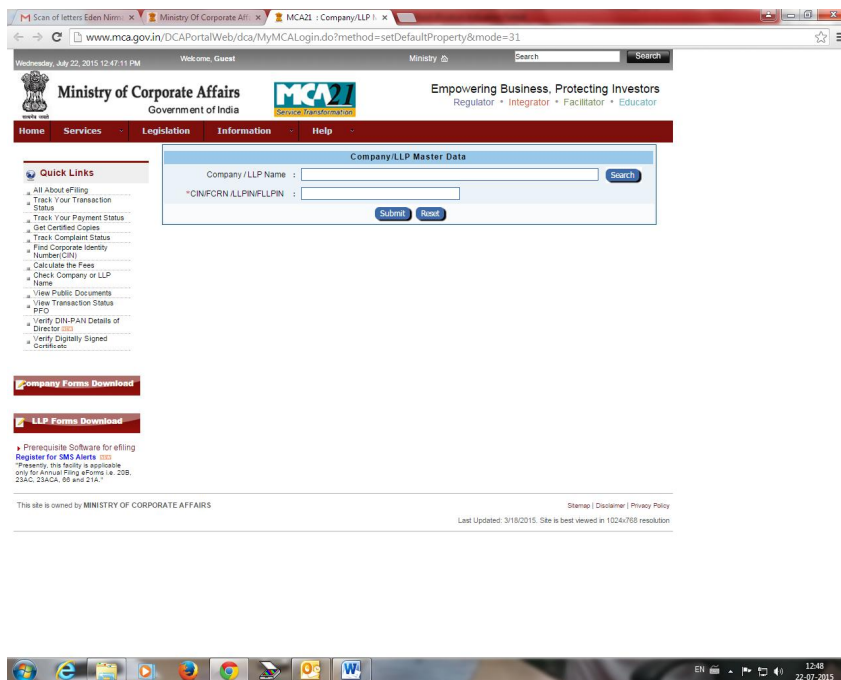 Scan of letters Eden Nirm
Ministry Of Corporate Aff
MCA21 : Company/LLP M
www.mca.gov.in/DCAPortalWeb/dca/MyMCALogin.do?method=setDefaultProperty&mode=31
Wednesday, July 22, 2015 12:47:11 PM
Welcome, Guest
Ministry
Search
Search
Ministry of Corporate Affairs
Government of India
MCA21
Service Transformation
Empowering Business, Protecting Investors
Regulator • Integrator • Facilitator • Educator
सत्यमेव जयते
Home Services Legislation Information Help
Quick Links
All About eFiling
Track Your Transaction
Status
Track Your Payment Status
Get Certified Copies
Track Complaint Status
Find Corporate Identity
Number(CIN)
Calculate the Fees
Check Company or LLP
Name
View Public Documents
View Transaction Status
PFO
Verify DIN-PAN Details of
Director
Verify Digitally Signed
Certificate
Company/LLP Master Data
Company / LLP Name :
Search
*CIN/FCRN /LLPIN/FLLPIN :
Submit Reset
Company Forms Download
LLP Forms Download
Prerequisite Software for efiling
Register for SMS Alerts
"Presently, this facility is applicable
only for Annual Filing eForms i.e. 20B,
23AC, 23ACA, 66 and 21A."
This site is owned by MINISTRY OF CORPORATE AFFAIRS
Sitemap | Disclaimer | Privacy Policy
Last Updated: 3/18/2015. Site is best viewed in 1024x768 resolution
EN
12:48
22-07-2015